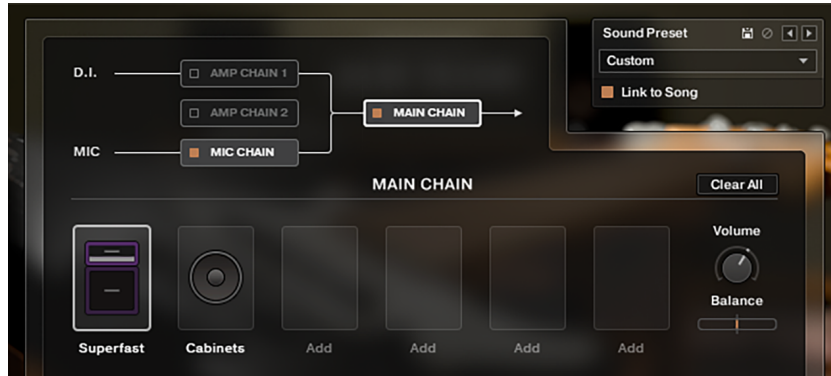 Sound Preset
Custom
Link to Song
D.I.
AMP CHAIN 1
AMP CHAIN 2
MAIN CHAIN
MIC
MIC CHAIN
MAIN CHAIN
Clear All
Volume
Balance
Superfast
Cabinets
Add
Add
Add
Add